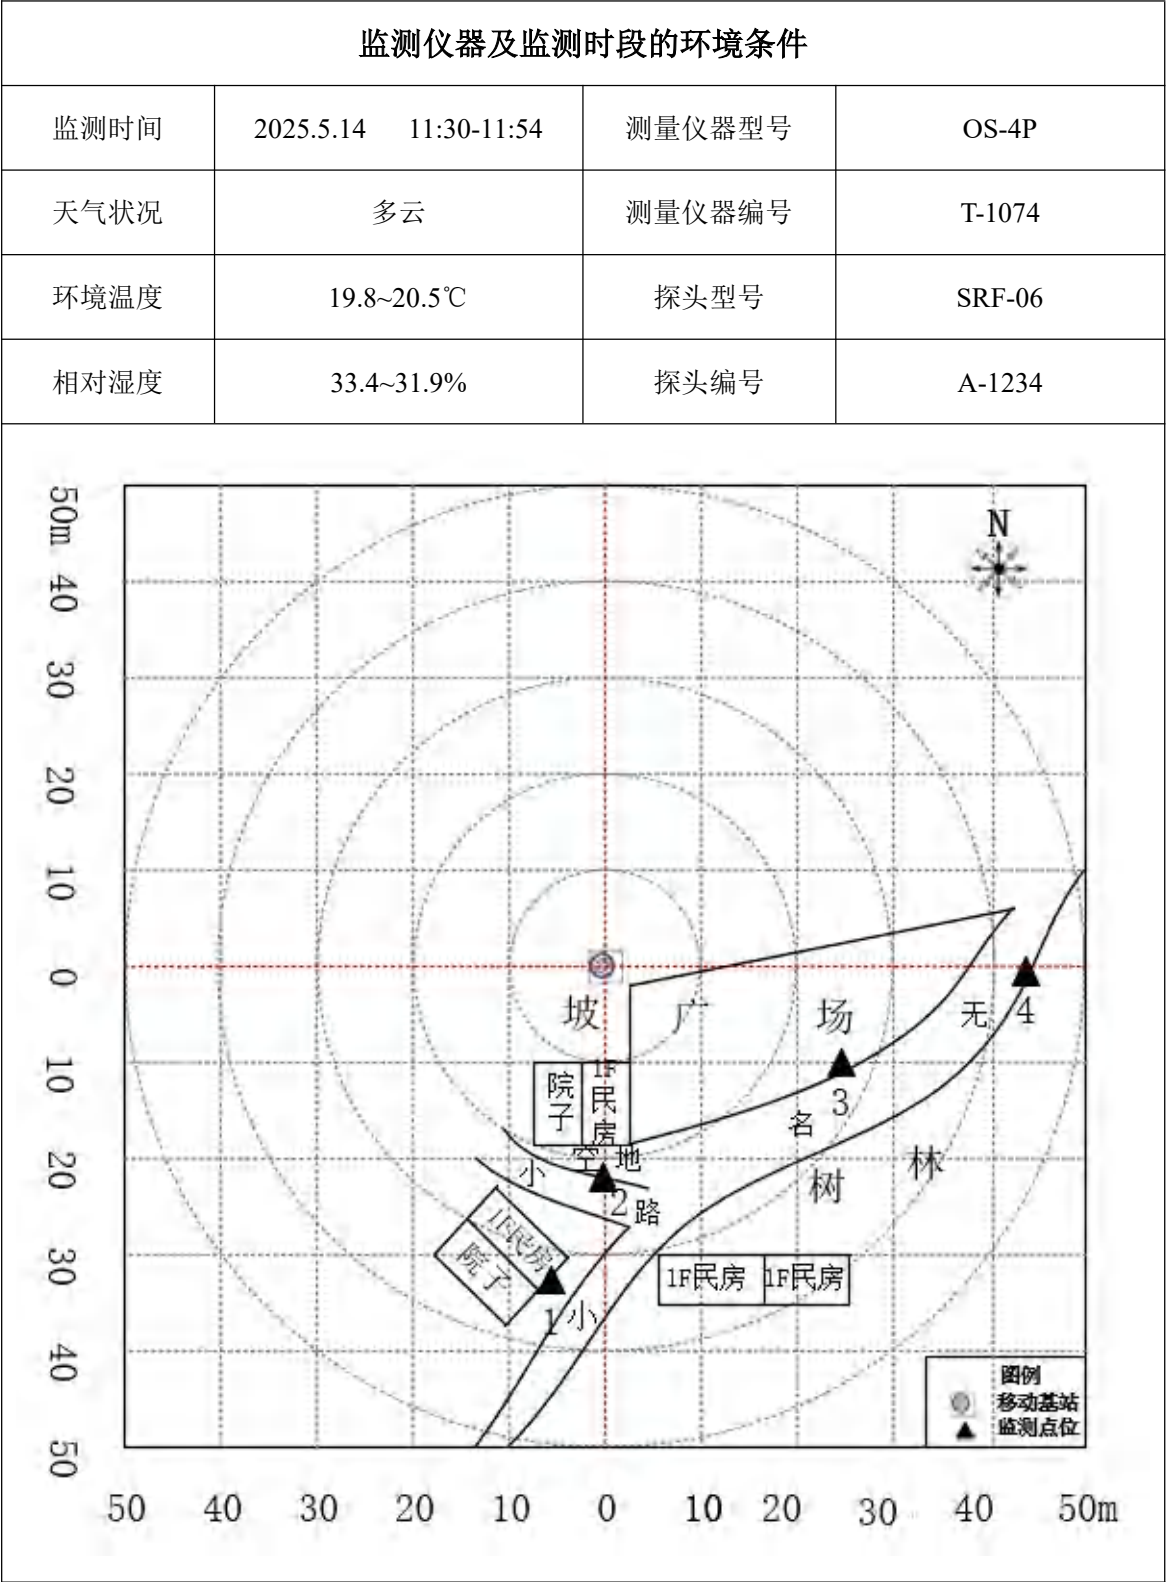 监测仪器及监测时段的环境条件
监测时间 2025.5.14 11:30-11:54 测量仪器型号 OS-4P
天气状况 多云 测量仪器编号 T-1074
环境温度 19.8~20.5℃ 探头型号 SRF-06
相对湿度 33.4~31.9% 探头编号 A-1234
50m
40
30
20
10
0
10
20
30
40
50
N
坡 广 场 无 4
院子 1F民房
3
名
空 地
小
2 路
树 林
1F民房
院子
1F民房 1F民房
1 小
图例
移动基站
监测点位
50 40 30 20 10 0 10 20 30 40 50m